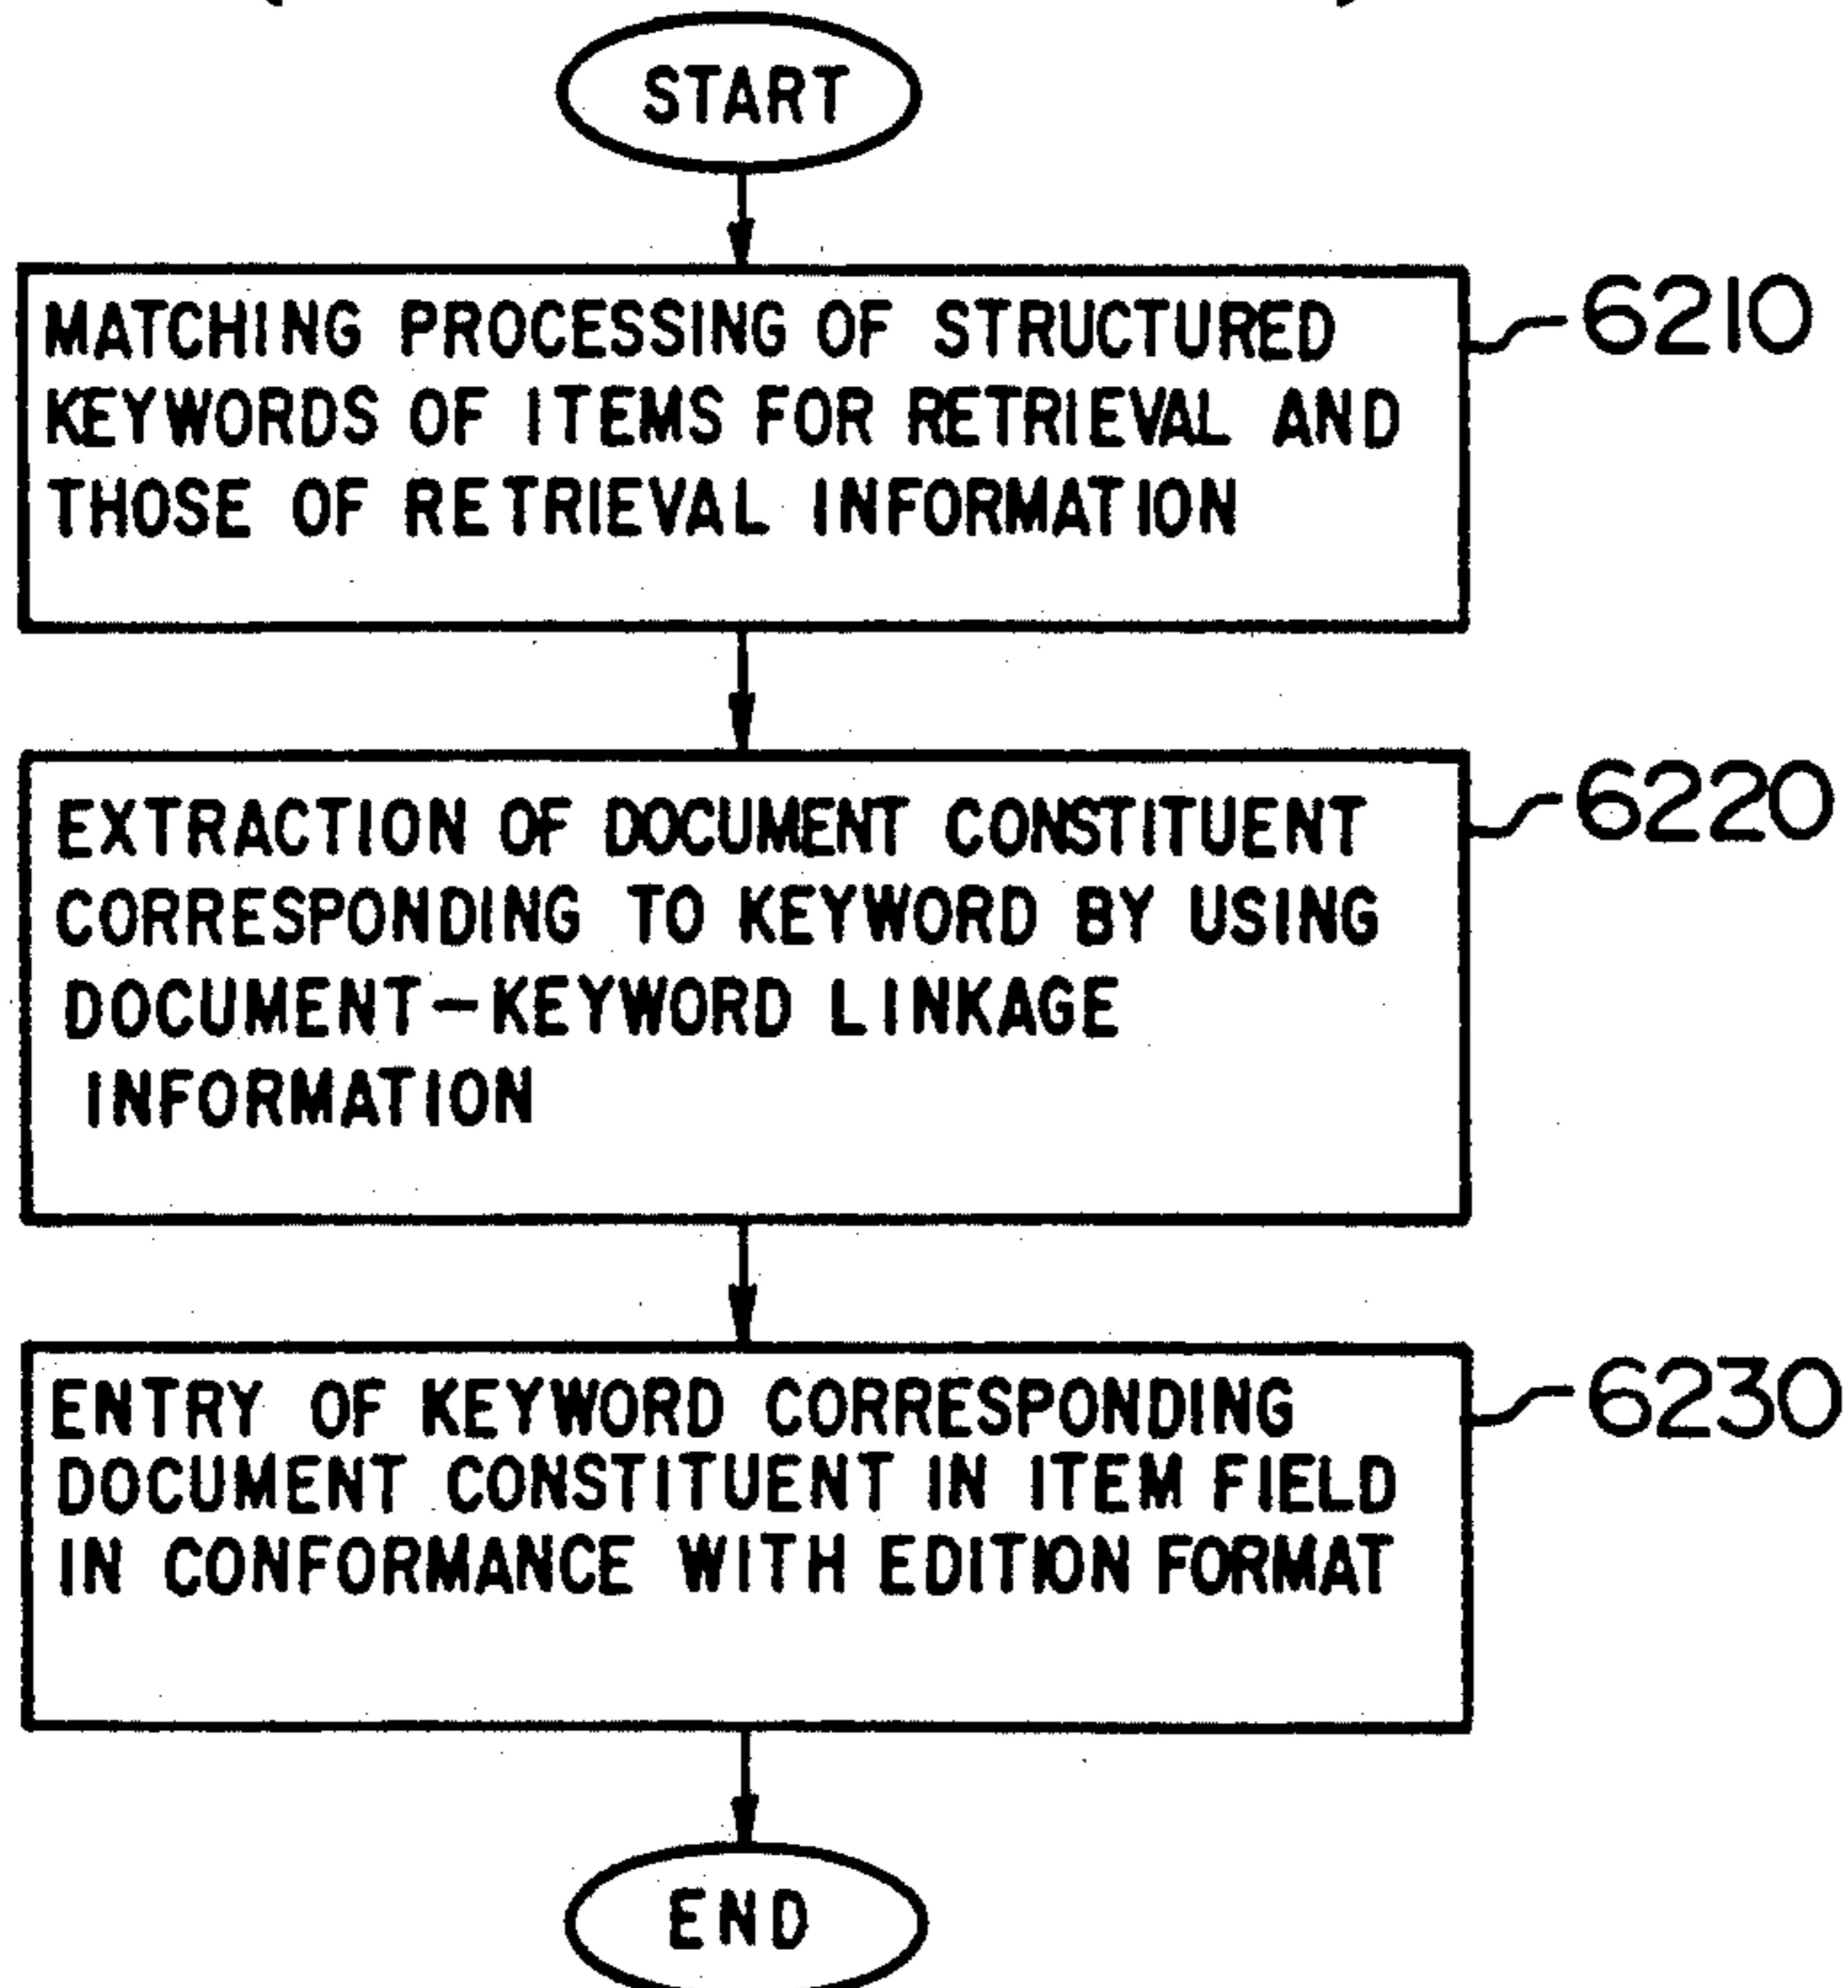 START
MATCHING PROCESSING OF STRUCTURED
KEYWORDS OF ITEMS FOR RETRIEVAL AND
THOSE OF RETRIEVAL INFORMATION
6210
EXTRACTION OF DOCUMENT CONSTITUENT
CORRESPONDING TO KEYWORD BY USING
DOCUMENT-KEYWORD LINKAGE
INFORMATION
6220
ENTRY OF KEYWORD CORRESPONDING
DOCUMENT CONSTITUENT IN ITEM FIELD
IN CONFORMANCE WITH EDITION FORMAT
6230
END